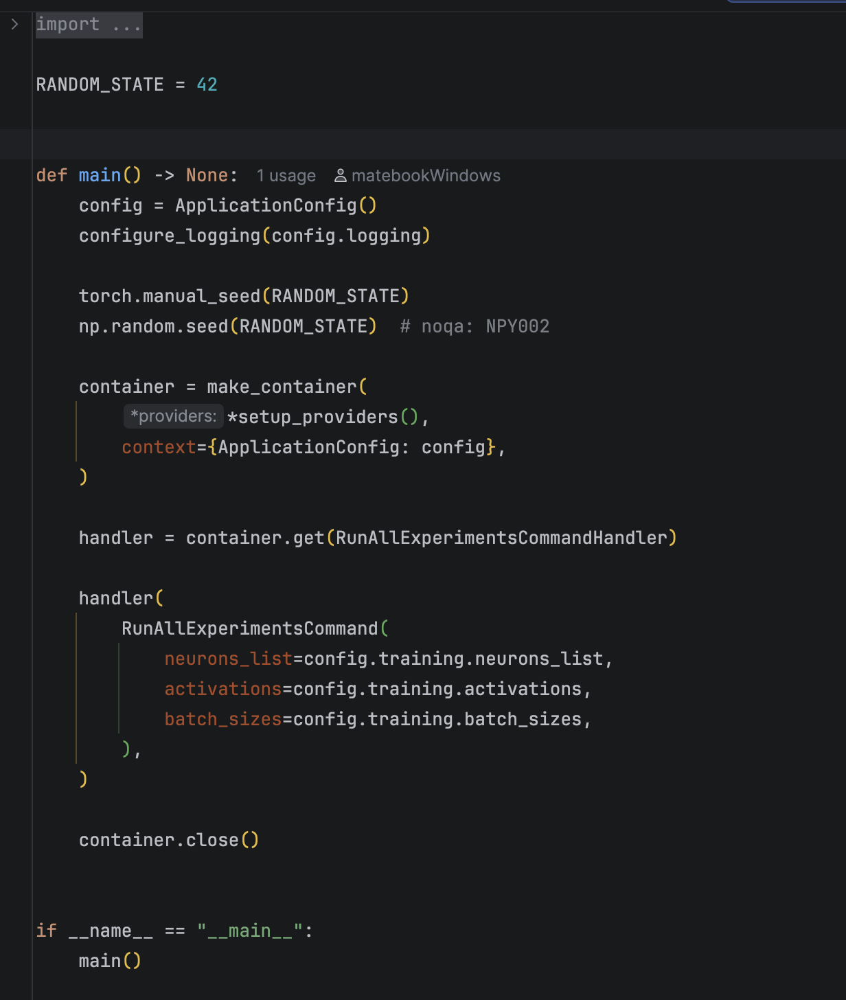 import ...
RANDOM_STATE = 42
def main() -> None: 1 usage matebookWindows
    config = ApplicationConfig()
    configure_logging(config.logging)
    torch.manual_seed(RANDOM_STATE)
    np.random.seed(RANDOM_STATE)  # noqa: NPY002
    container = make_container(
        *providers: *setup_providers(),
        context={ApplicationConfig: config},
    )
    handler = container.get(RunAllExperimentsCommandHandler)
    handler(
        RunAllExperimentsCommand(
            neurons_list=config.training.neurons_list,
            activations=config.training.activations,
            batch_sizes=config.training.batch_sizes,
        ),
    )
    container.close()
if __name__ == "__main__":
    main()